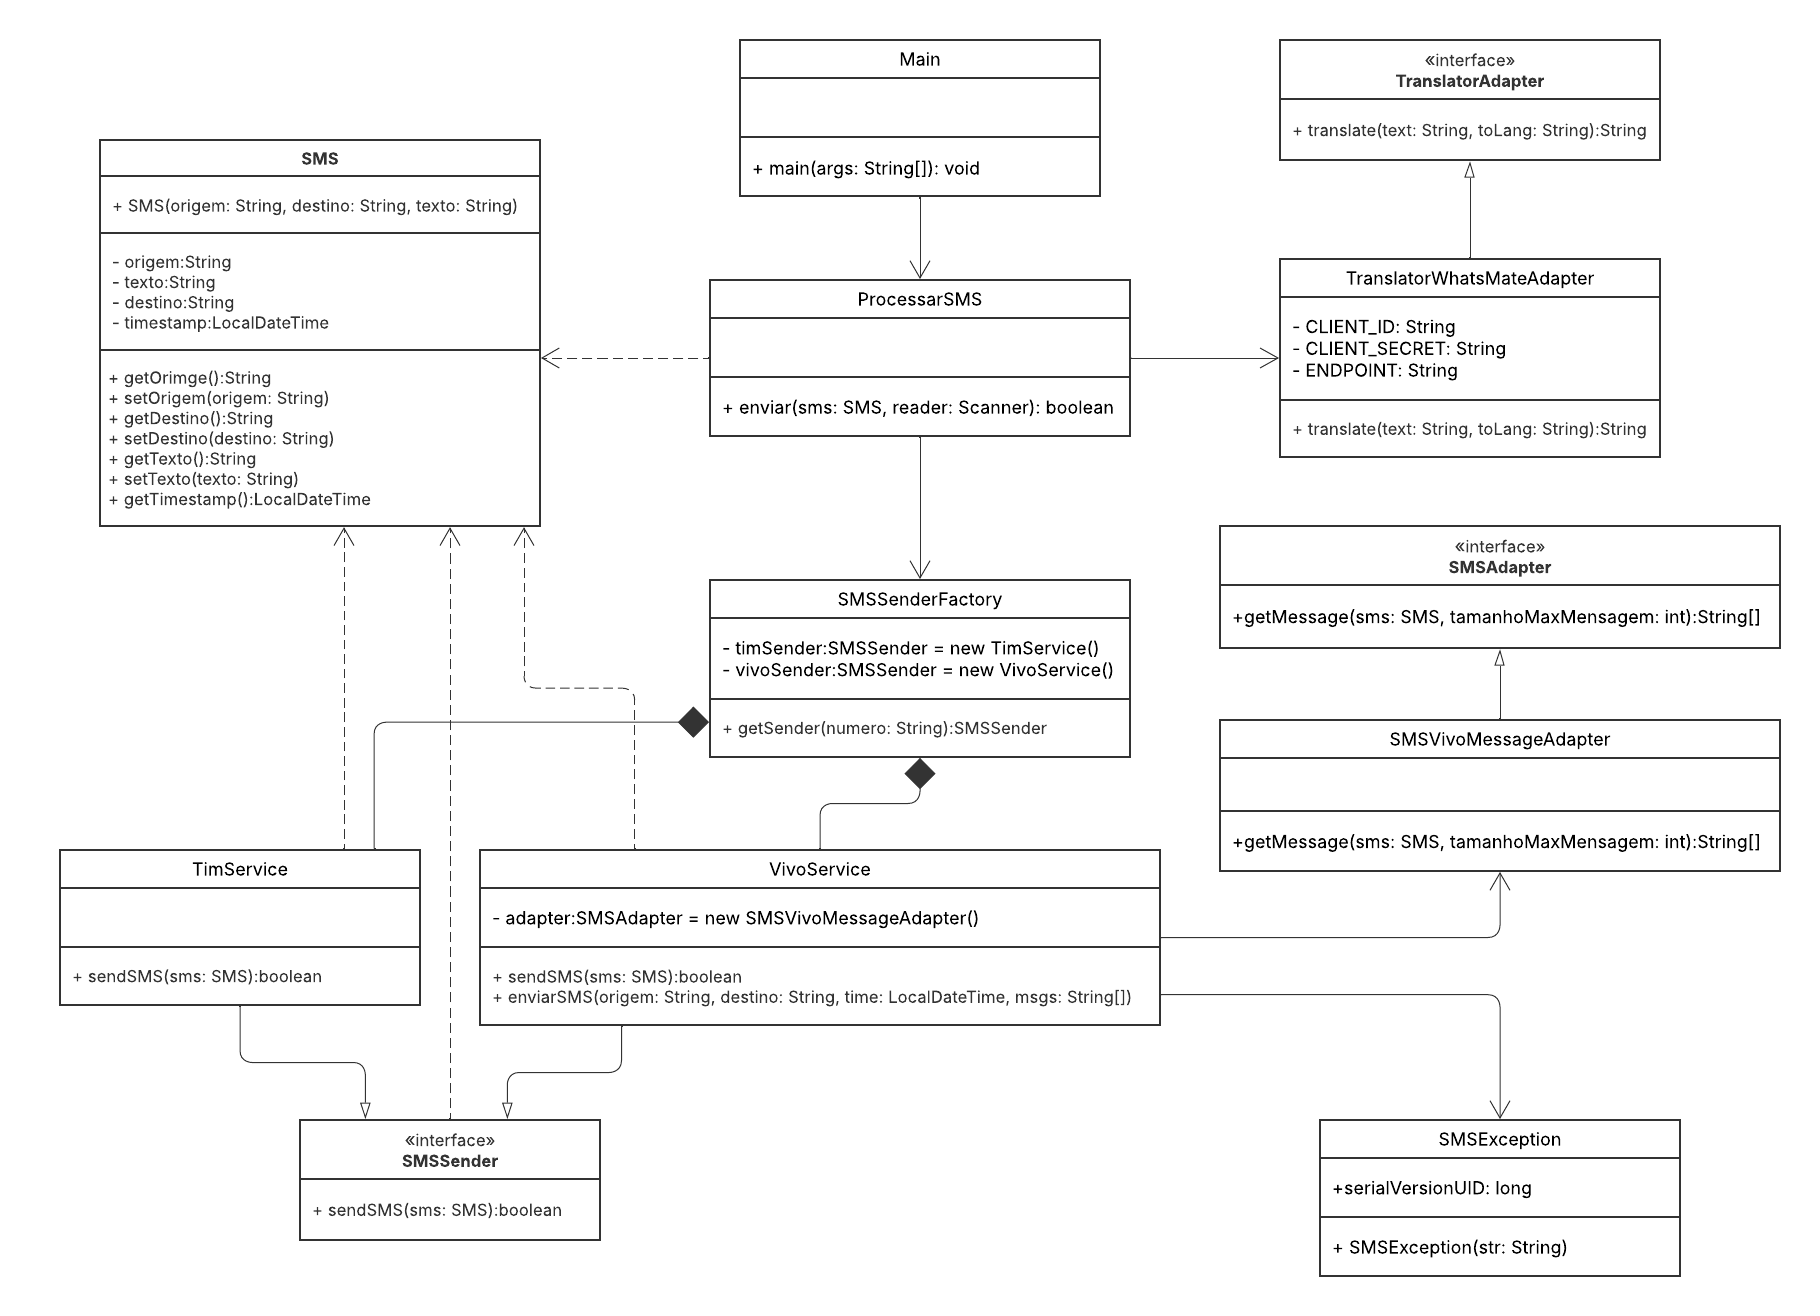 Main
+ main(args: String[]): void
«interface»
TranslatorAdapter
+ translate(text: String, toLang: String):String
SMS
+ SMS(origem: String, destino: String, texto: String)
- origem:String
- texto:String
- destino:String
- timestamp:LocalDateTime
+ getOrimge():String
+ setOrigem(origem: String)
+ getDestino():String
+ setDestino(destino: String)
+ getTexto():String
+ setTexto(texto: String)
+ getTimestamp():LocalDateTime
ProcessarSMS
+ enviar(sms: SMS, reader: Scanner): boolean
TranslatorWhatsMateAdapter
- CLIENT_ID: String
- CLIENT_SECRET: String
- ENDPOINT: String
+ translate(text: String, toLang: String):String
«interface»
SMSAdapter
+getMessage(sms: SMS, tamanhoMaxMensagem: int):String[]
SMSSenderFactory
- timSender:SMSSender = new TimService()
- vivoSender:SMSSender = new VivoService()
+ getSender(numero: String):SMSSender
SMSVivoMessageAdapter
+getMessage(sms: SMS, tamanhoMaxMensagem: int):String[]
TimService
+ sendSMS(sms: SMS):boolean
VivoService
- adapter:SMSAdapter = new SMSVivoMessageAdapter()
+ sendSMS(sms: SMS):boolean
+ enviarSMS(origem: String, destino: String, time: LocalDateTime, msgs: String[])
«interface»
SMSSender
+ sendSMS(sms: SMS):boolean
SMSException
+serialVersionUID: long
+ SMSException(str: String)